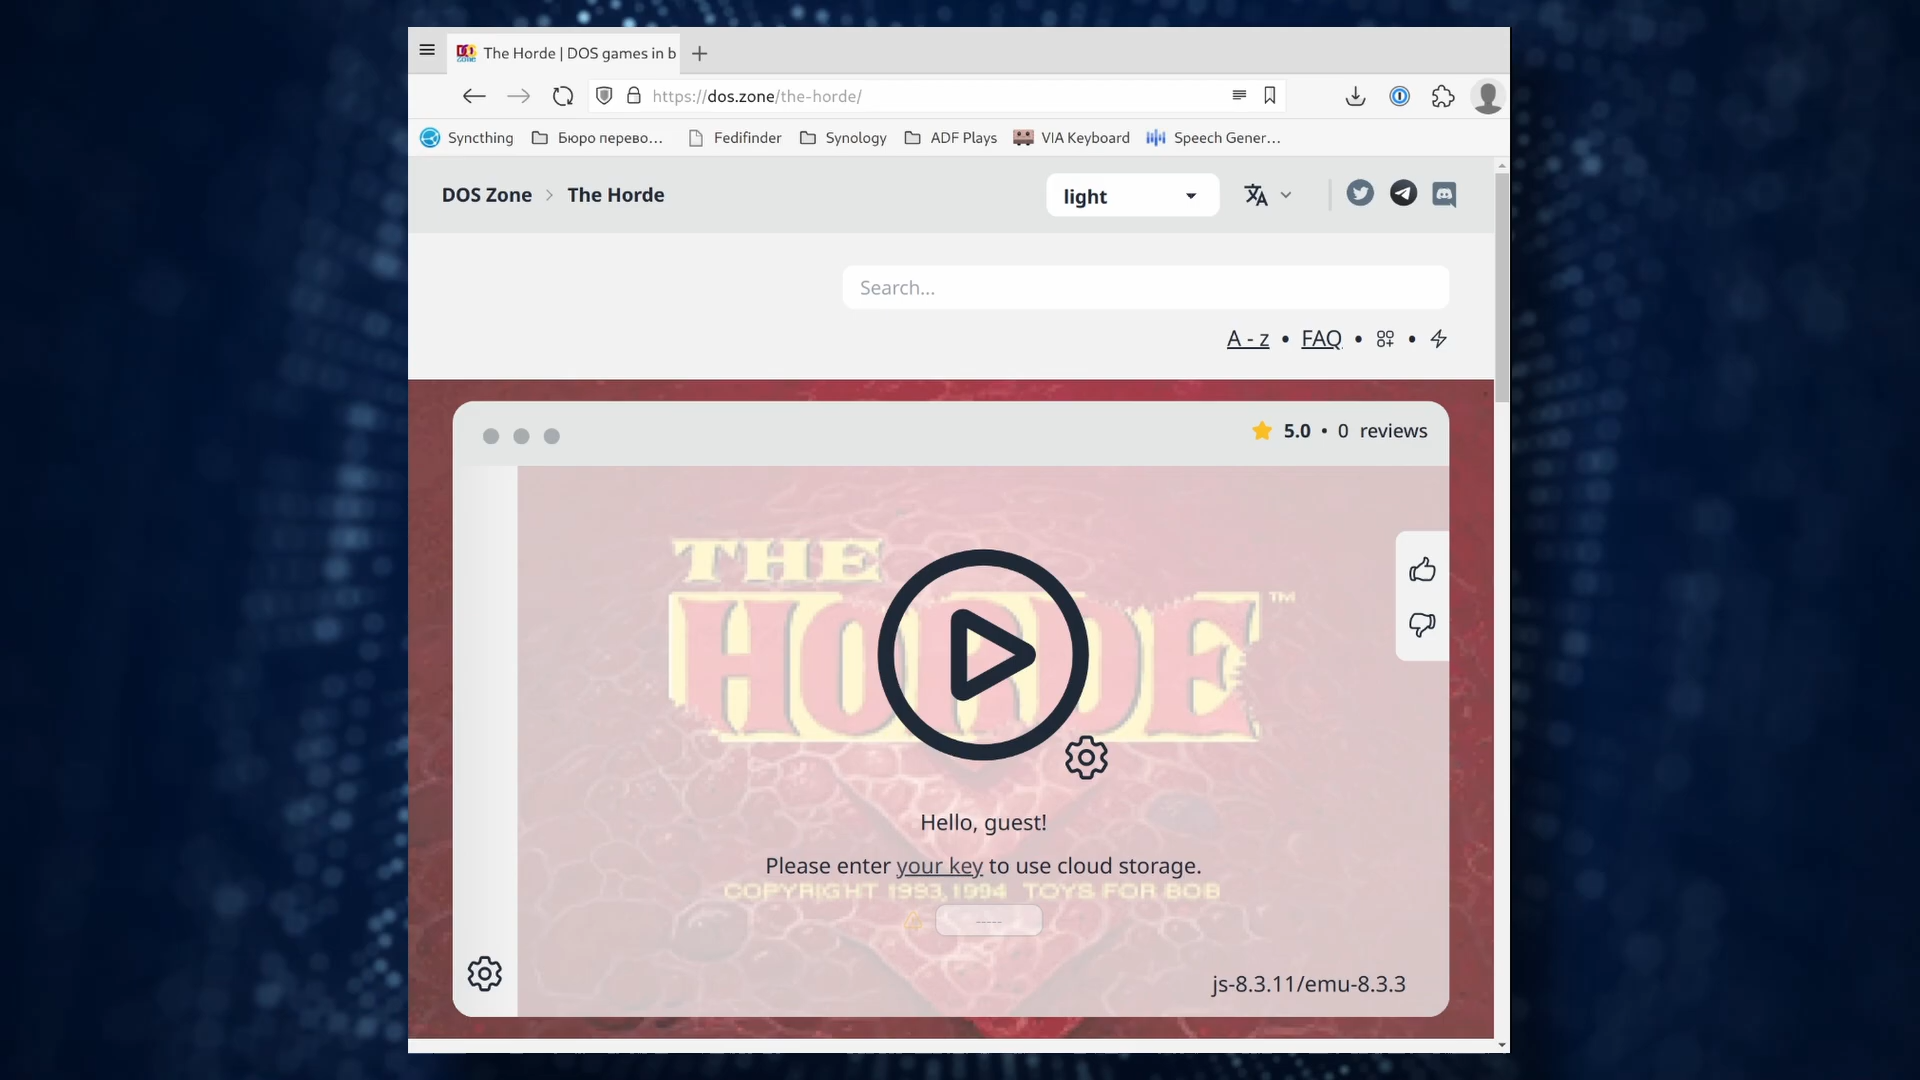 The Horde | DOS games in b
https://dos.zone/the-horde/
Syncthing
Бюро перево...
Fedifinder
Synology
ADF Plays
VIA Keyboard
Speech Gener...
DOS Zone > The Horde
light
Search...
A - z • FAQ •
5.0 • 0 reviews
THE
HORDE™
Hello, guest!
Please enter your key to use cloud storage.
COPYRIGHT 1993, 1994 TOYS FOR BOB
-----
js-8.3.11/emu-8.3.3